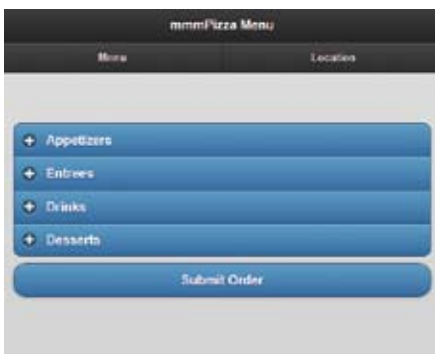 mmmPizza Menu
Menu Location
Appetizers
Entrees
Drinks
Desserts
Submit Order